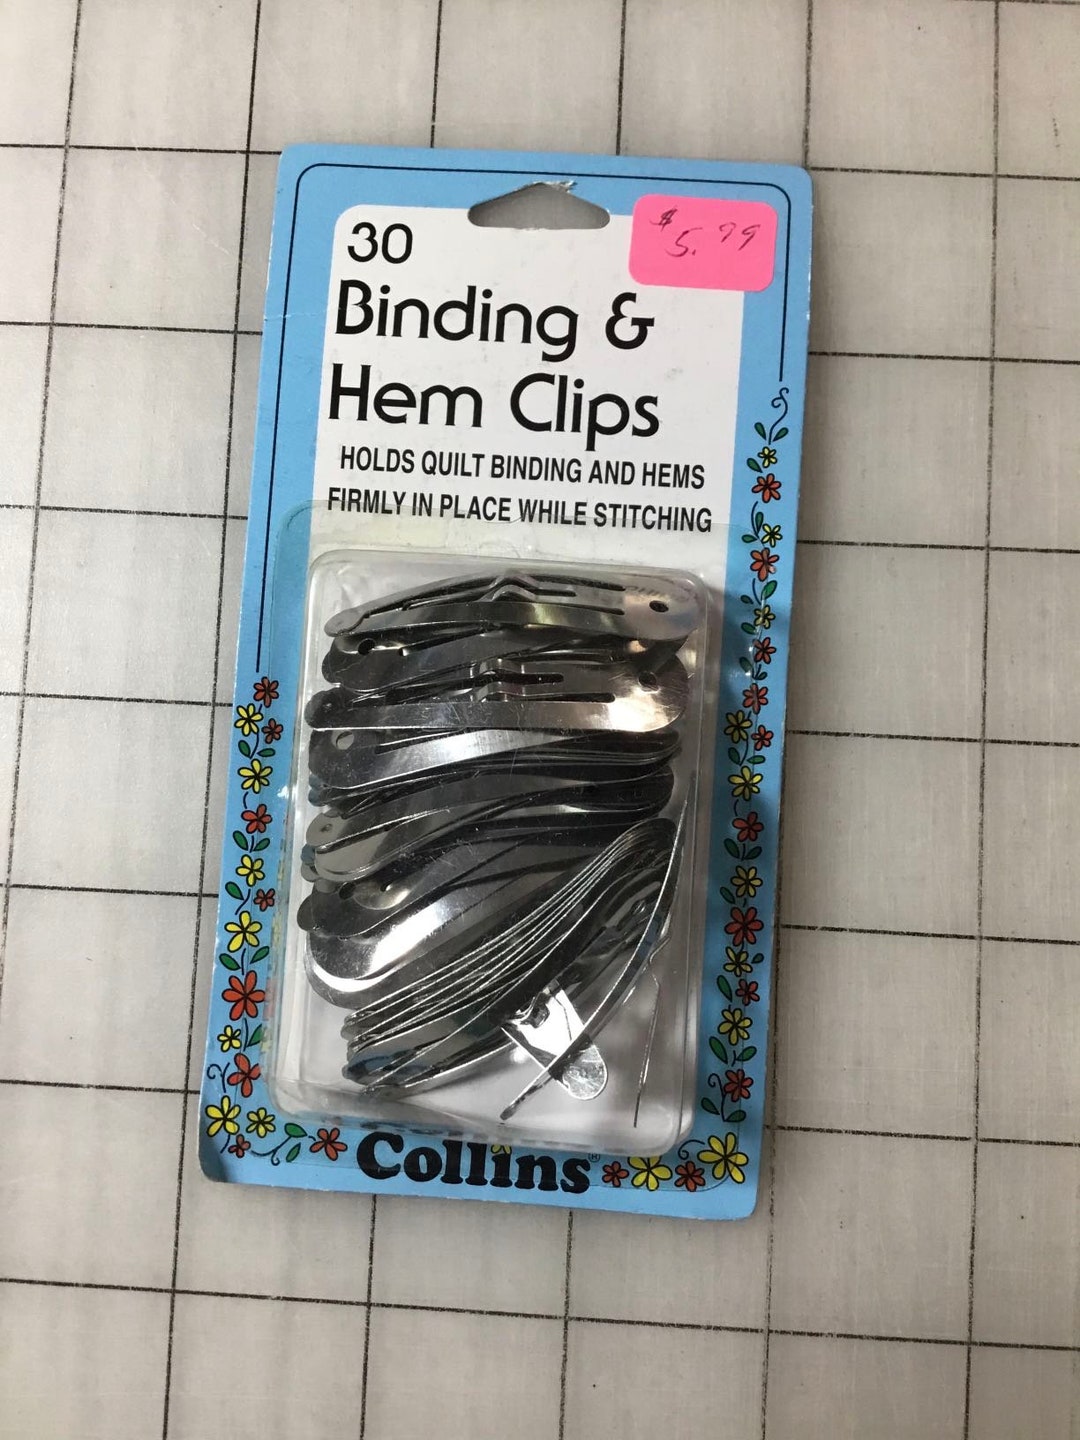 $5.99
30
Binding &
Hem Clips
HOLDS QUILT BINDING AND HEMS
FIRMLY IN PLACE WHILE STITCHING
Collins®